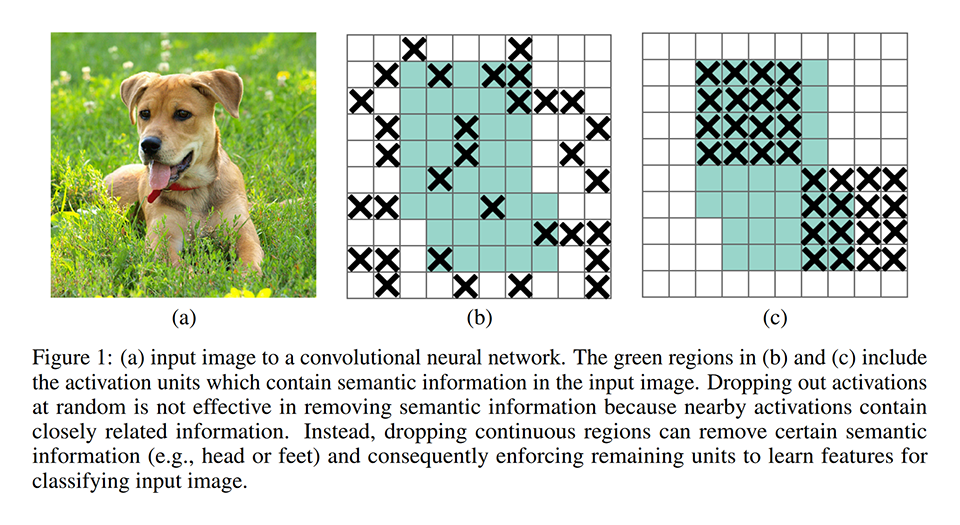 (a)
(b)
(c)
Figure 1: (a) input image to a convolutional neural network. The green regions in (b) and (c) include
the activation units which contain semantic information in the input image. Dropping out activations
at random is not effective in removing semantic information because nearby activations contain
closely related information. Instead, dropping continuous regions can remove certain semantic
information (e.g., head or feet) and consequently enforcing remaining units to learn features for
classifying input image.